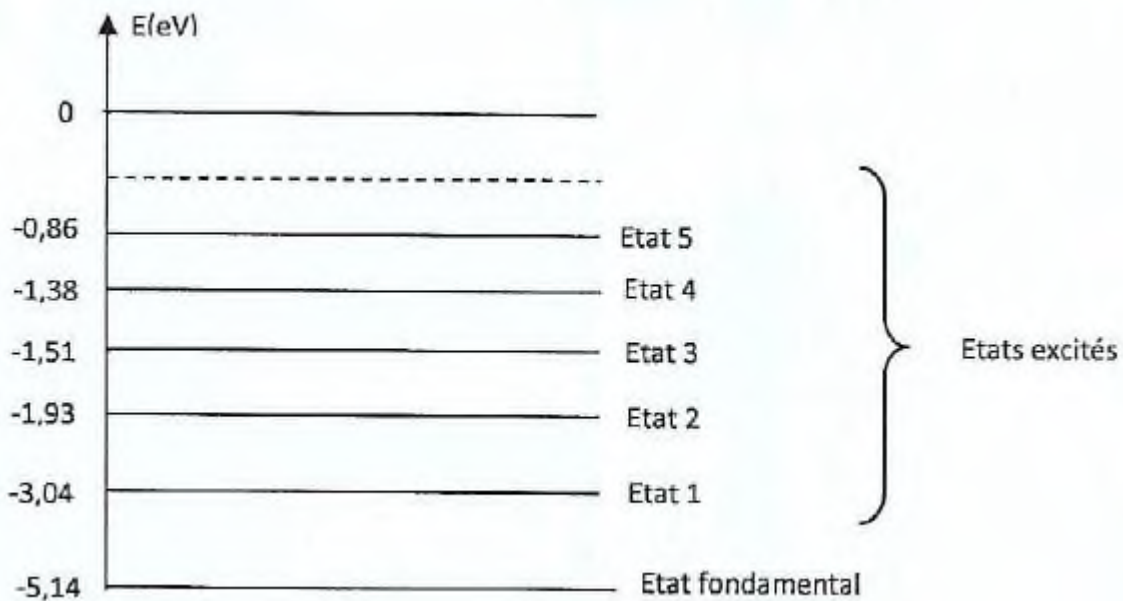 E(eV)
0
-0,86 Etat 5
-1,38 Etat 4
-1,51 Etat 3
Etats excités
-1,93 Etat 2
-3,04 Etat 1
-5,14 Etat fondamental